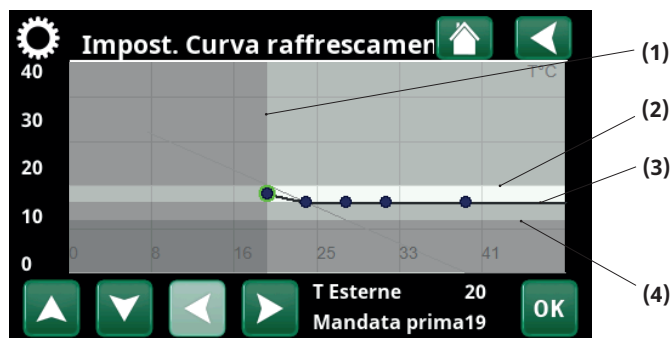 Impost. Curva raffrescamen
(1)
T°C
40
(2)
30
(3)
20
10
0 8 16 25 33 41
0
(4)
T Esterne 20
Mandata prima19
OK